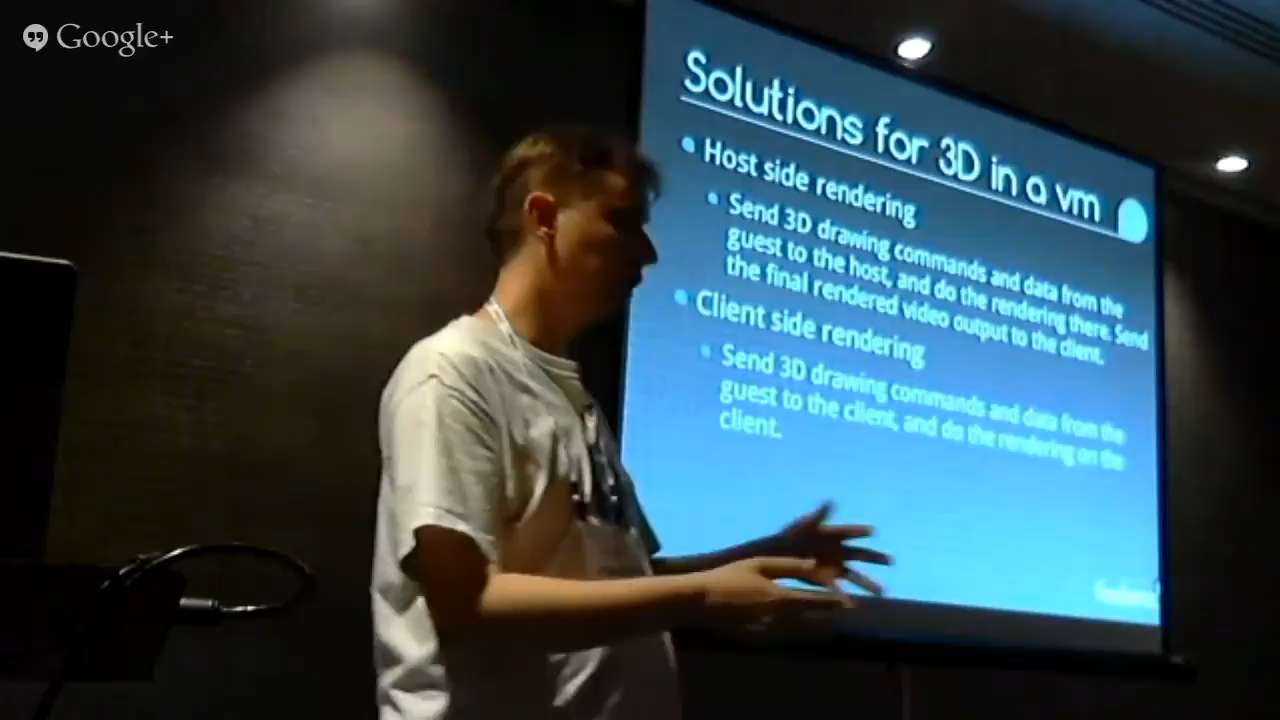 Google+
Solutions for 3D in a vm
Host side rendering
Send 3D drawing commands and data from the
guest to the host, and do the rendering there. Send
the final rendered video output to the client.
Client side rendering
Send 3D drawing commands and data from the
guest to the client, and do the rendering on the
client.